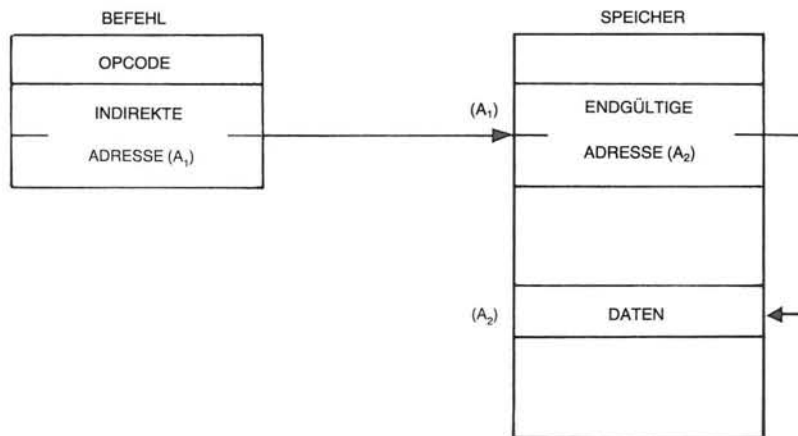 BEFEHL
OPCODE
INDIREKTE
ADRESSE (A₁)
SPEICHER
(A₁)
ENDGÜLTIGE
ADRESSE (A₂)
(A₂)
DATEN